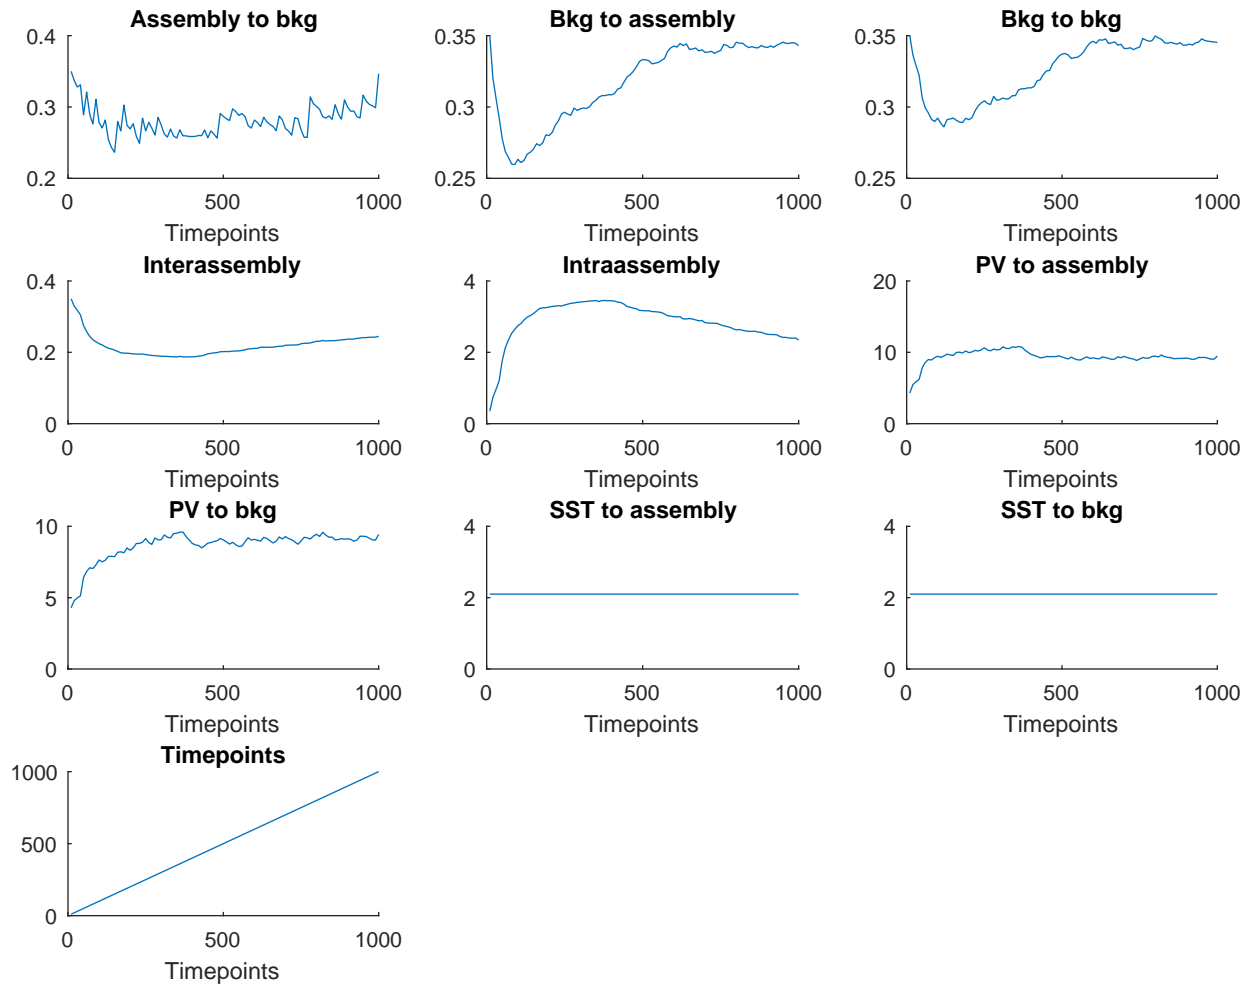 Assembly to bkg
0.4
0.3
0.2
0 500 1000
Timepoints
Bkg to assembly
0.35
0.3
0.25
0 500 1000
Timepoints
Bkg to bkg
0.35
0.3
0.25
0 500 1000
Timepoints
Interassembly
0.4
0.2
0
0 500 1000
Timepoints
Intraassembly
4
2
0
0 500 1000
Timepoints
PV to assembly
20
10
0
0 500 1000
Timepoints
PV to bkg
10
5
0
0 500 1000
Timepoints
SST to assembly
4
2
0
0 500 1000
Timepoints
SST to bkg
4
2
0
0 500 1000
Timepoints
Timepoints
1000
500
0
0 500 1000
Timepoints